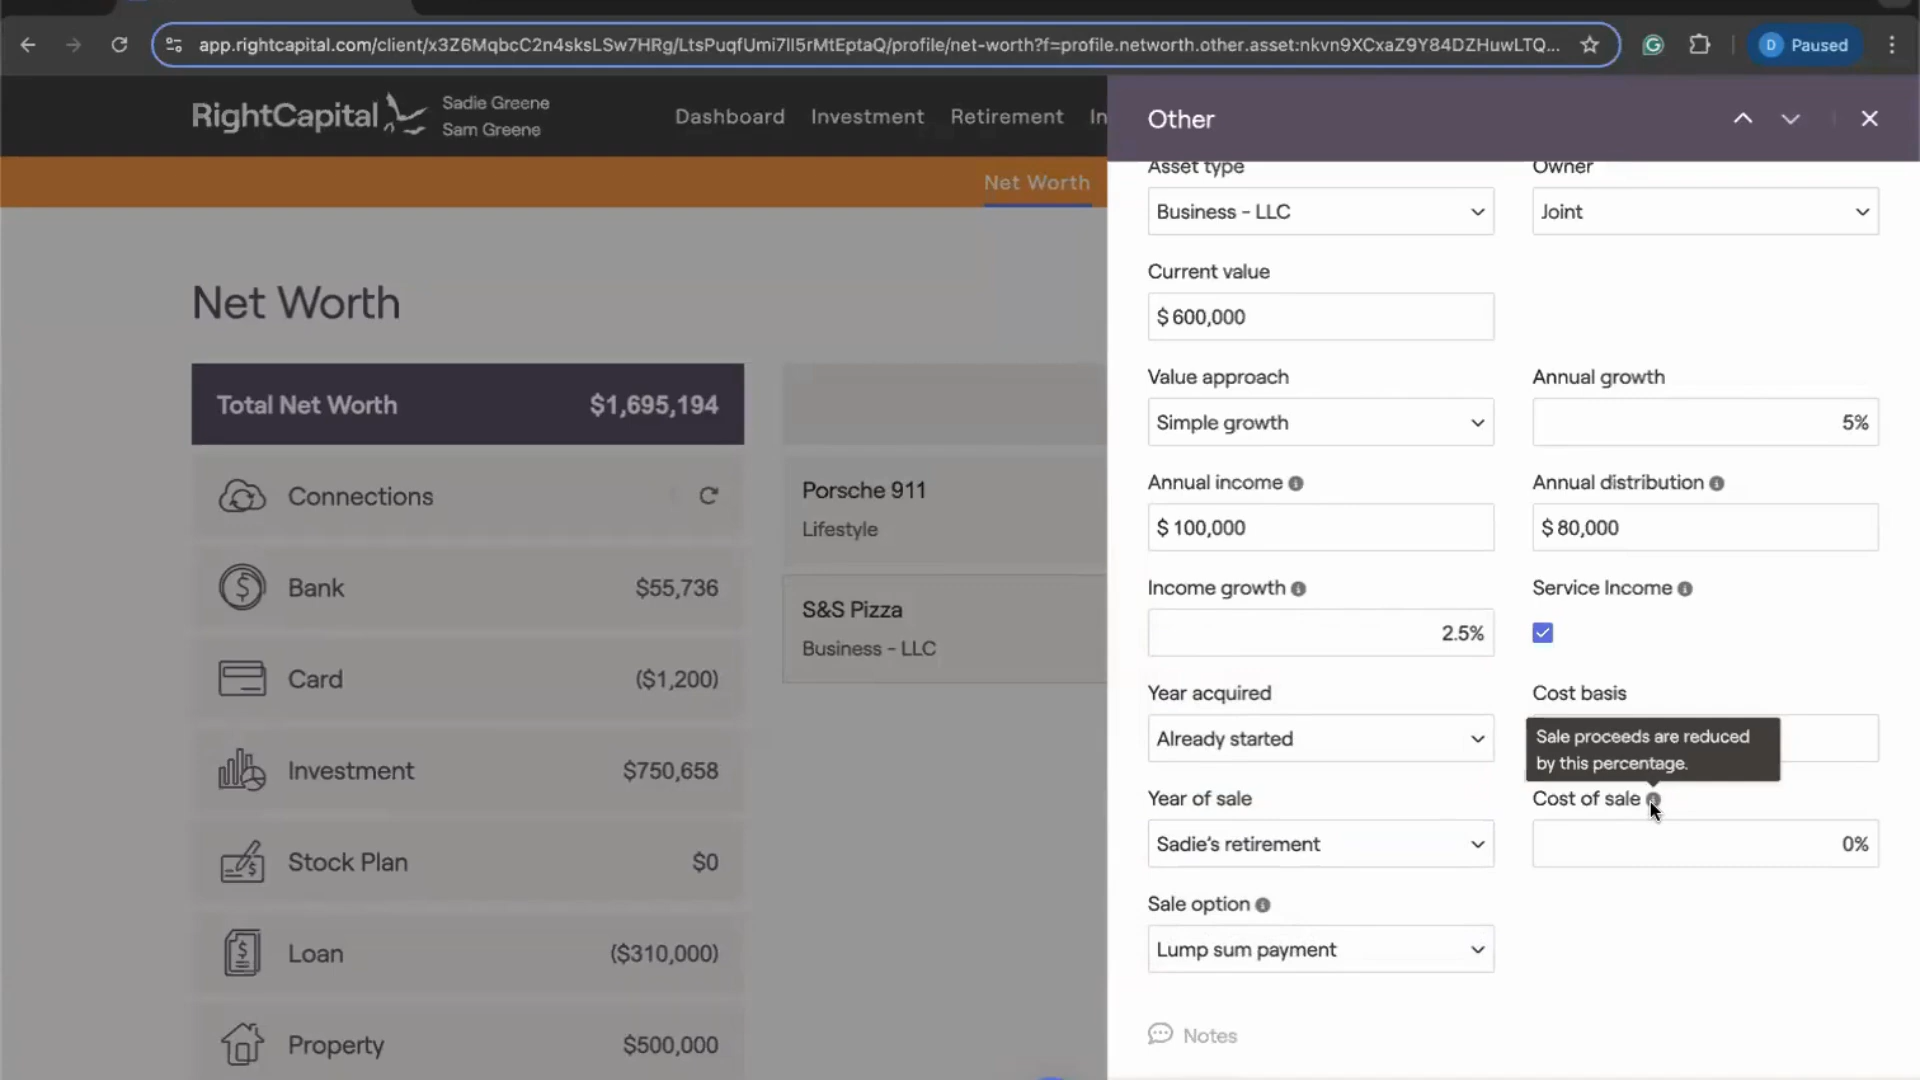 app.rightcapital.com/client/x3Z6MqbcC2n4sksLSw7HRg/LtsPuqfUmi7lI5rMtEptaQ/profile/net-worth?f=profile.networth.other.asset:nkvn9XCxaZ9Y84DZHuwLTQ...
D Paused
RightCapital
Sadie Greene
Sam Greene
Dashboard
Investment
Retirement
In
Net Worth
Net Worth
Total Net Worth $1,695,194
Connections
Bank $55,736
Card ($1,200)
Investment $750,658
Stock Plan $0
Loan ($310,000)
Property $500,000
Porsche 911
Lifestyle
S&S Pizza
Business - LLC
Other
Asset type
Owner
Business - LLC
Joint
Current value
$ 600,000
Value approach
Annual growth
Simple growth
5%
Annual income
Annual distribution
$ 100,000
$ 80,000
Income growth
Service Income
2.5%
Year acquired
Cost basis
Already started
Sale proceeds are reduced
by this percentage.
Year of sale
Cost of sale
Sadie's retirement
0%
Sale option
Lump sum payment
Notes